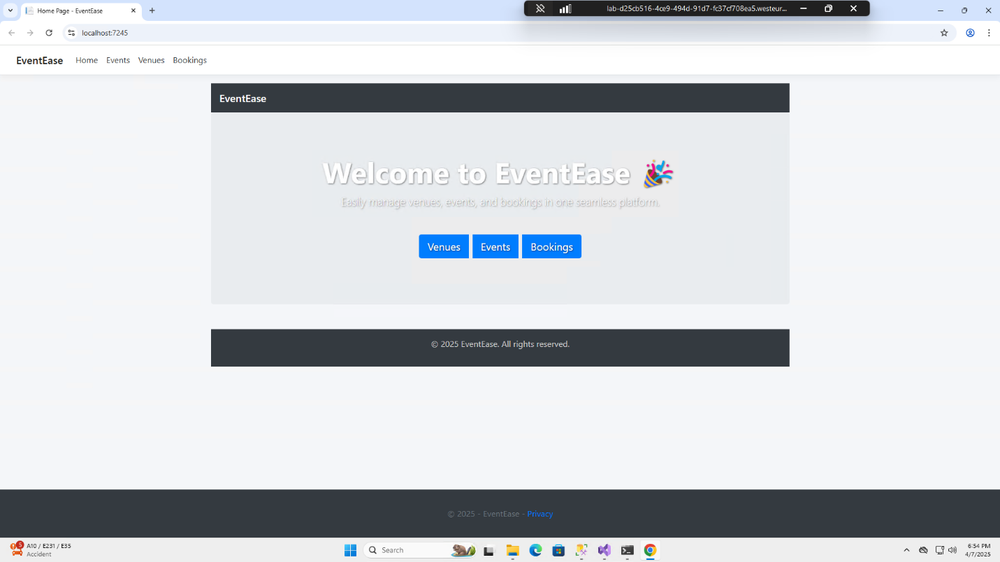 Home Page - EventEase
lab-d25cb516-4ce9-494d-91d7-fc37cf708ea5.westeur...
localhost:7245
EventEase Home Events Venues Bookings
EventEase
Welcome to EventEase 🎉
Easily manage venues, events, and bookings in one seamless platform.
Venues Events Bookings
© 2025 EventEase. All rights reserved.
© 2025 - EventEase - Privacy
5
A10 / E231 / E35
Accident
Search
6:54 PM
4/7/2025